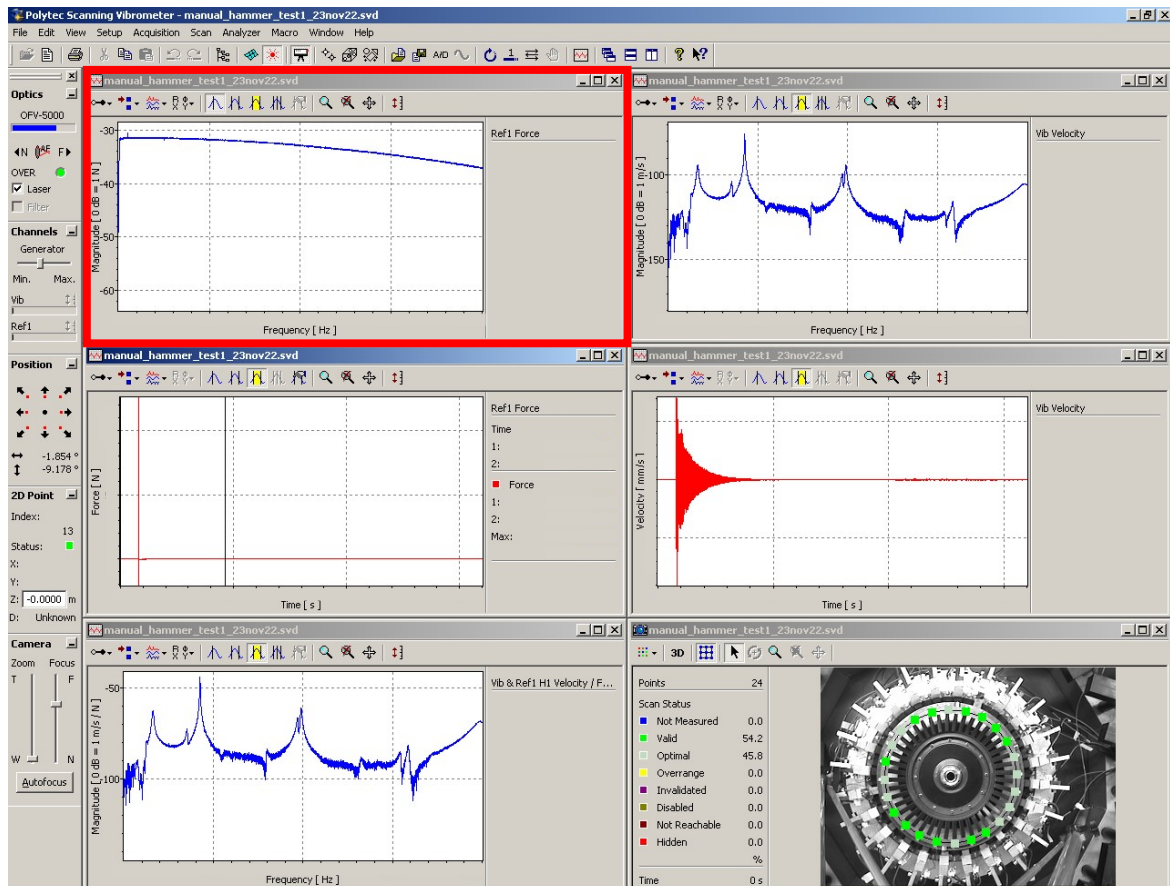 Polytec Scanning Vibrometer - manual_hammer_test1_23nov22.svd
File Edit View Setup Acquisition Scan Analyzer Macro Window Help
A/D
Optics
OFV-5000
N AE F
OVER
Laser
Filter
Channels
Generator
Min. Max.
Vib
Ref1
Position
-1.854 °
-9.178 °
2D Point
Index:
13
Status:
X:
Y:
Z: -0.0000 m
D: Unknown
Camera
Zoom Focus
T F
W N
Autofocus
manual_hammer_test1_23nov22.svd
Ref1 Force
-30
-40
-50
-60
Magnitude [ 0 dB = 1 N ]
Frequency [ Hz ]
manual_hammer_test1_23nov22.svd
Vib Velocity
-100
-150
Magnitude [ 0 dB = 1 m/s ]
Frequency [ Hz ]
manual_hammer_test1_23nov22.svd
Ref1 Force
Time
1:
2:
Force
1:
2:
Max:
Force [ N ]
Time [ s ]
manual_hammer_test1_23nov22.svd
Vib Velocity
Velocity [ mm/s ]
Time [ s ]
manual_hammer_test1_23nov22.svd
Vib & Ref1 H1 Velocity / F...
-50
-100
Magnitude [ 0 dB = 1 m/s / N ]
Frequency [ Hz ]
manual_hammer_test1_23nov22.svd
3D
Points 24
Scan Status
Not Measured 0.0
Valid 54.2
Optimal 45.8
Overrange 0.0
Invalidated 0.0
Disabled 0.0
Not Reachable 0.0
Hidden 0.0
%
Time 0 s